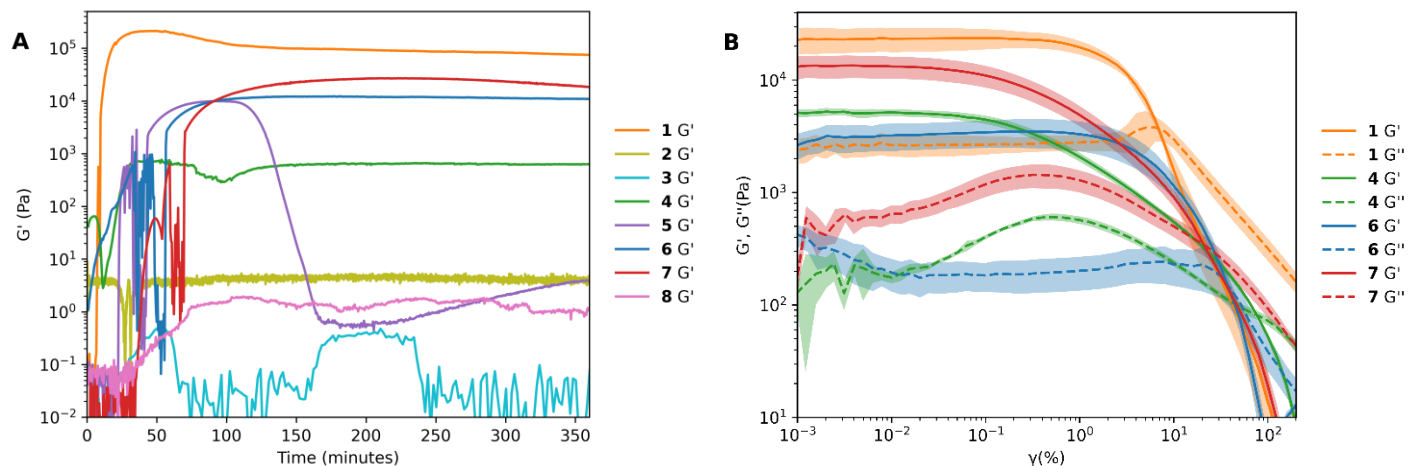 A
G' (Pa)
10⁵
10⁴
10³
10²
10¹
10⁰
10⁻¹
10⁻²
0 50 100 150 200 250 300 350
Time (minutes)
1 G'
2 G'
3 G'
4 G'
5 G'
6 G'
7 G'
8 G'
B
G', G''(Pa)
10⁴
10³
10²
10¹
10⁻³ 10⁻² 10⁻¹ 10⁰ 10¹ 10²
γ(%)
1 G'
1 G''
4 G'
4 G''
6 G'
6 G''
7 G'
7 G''